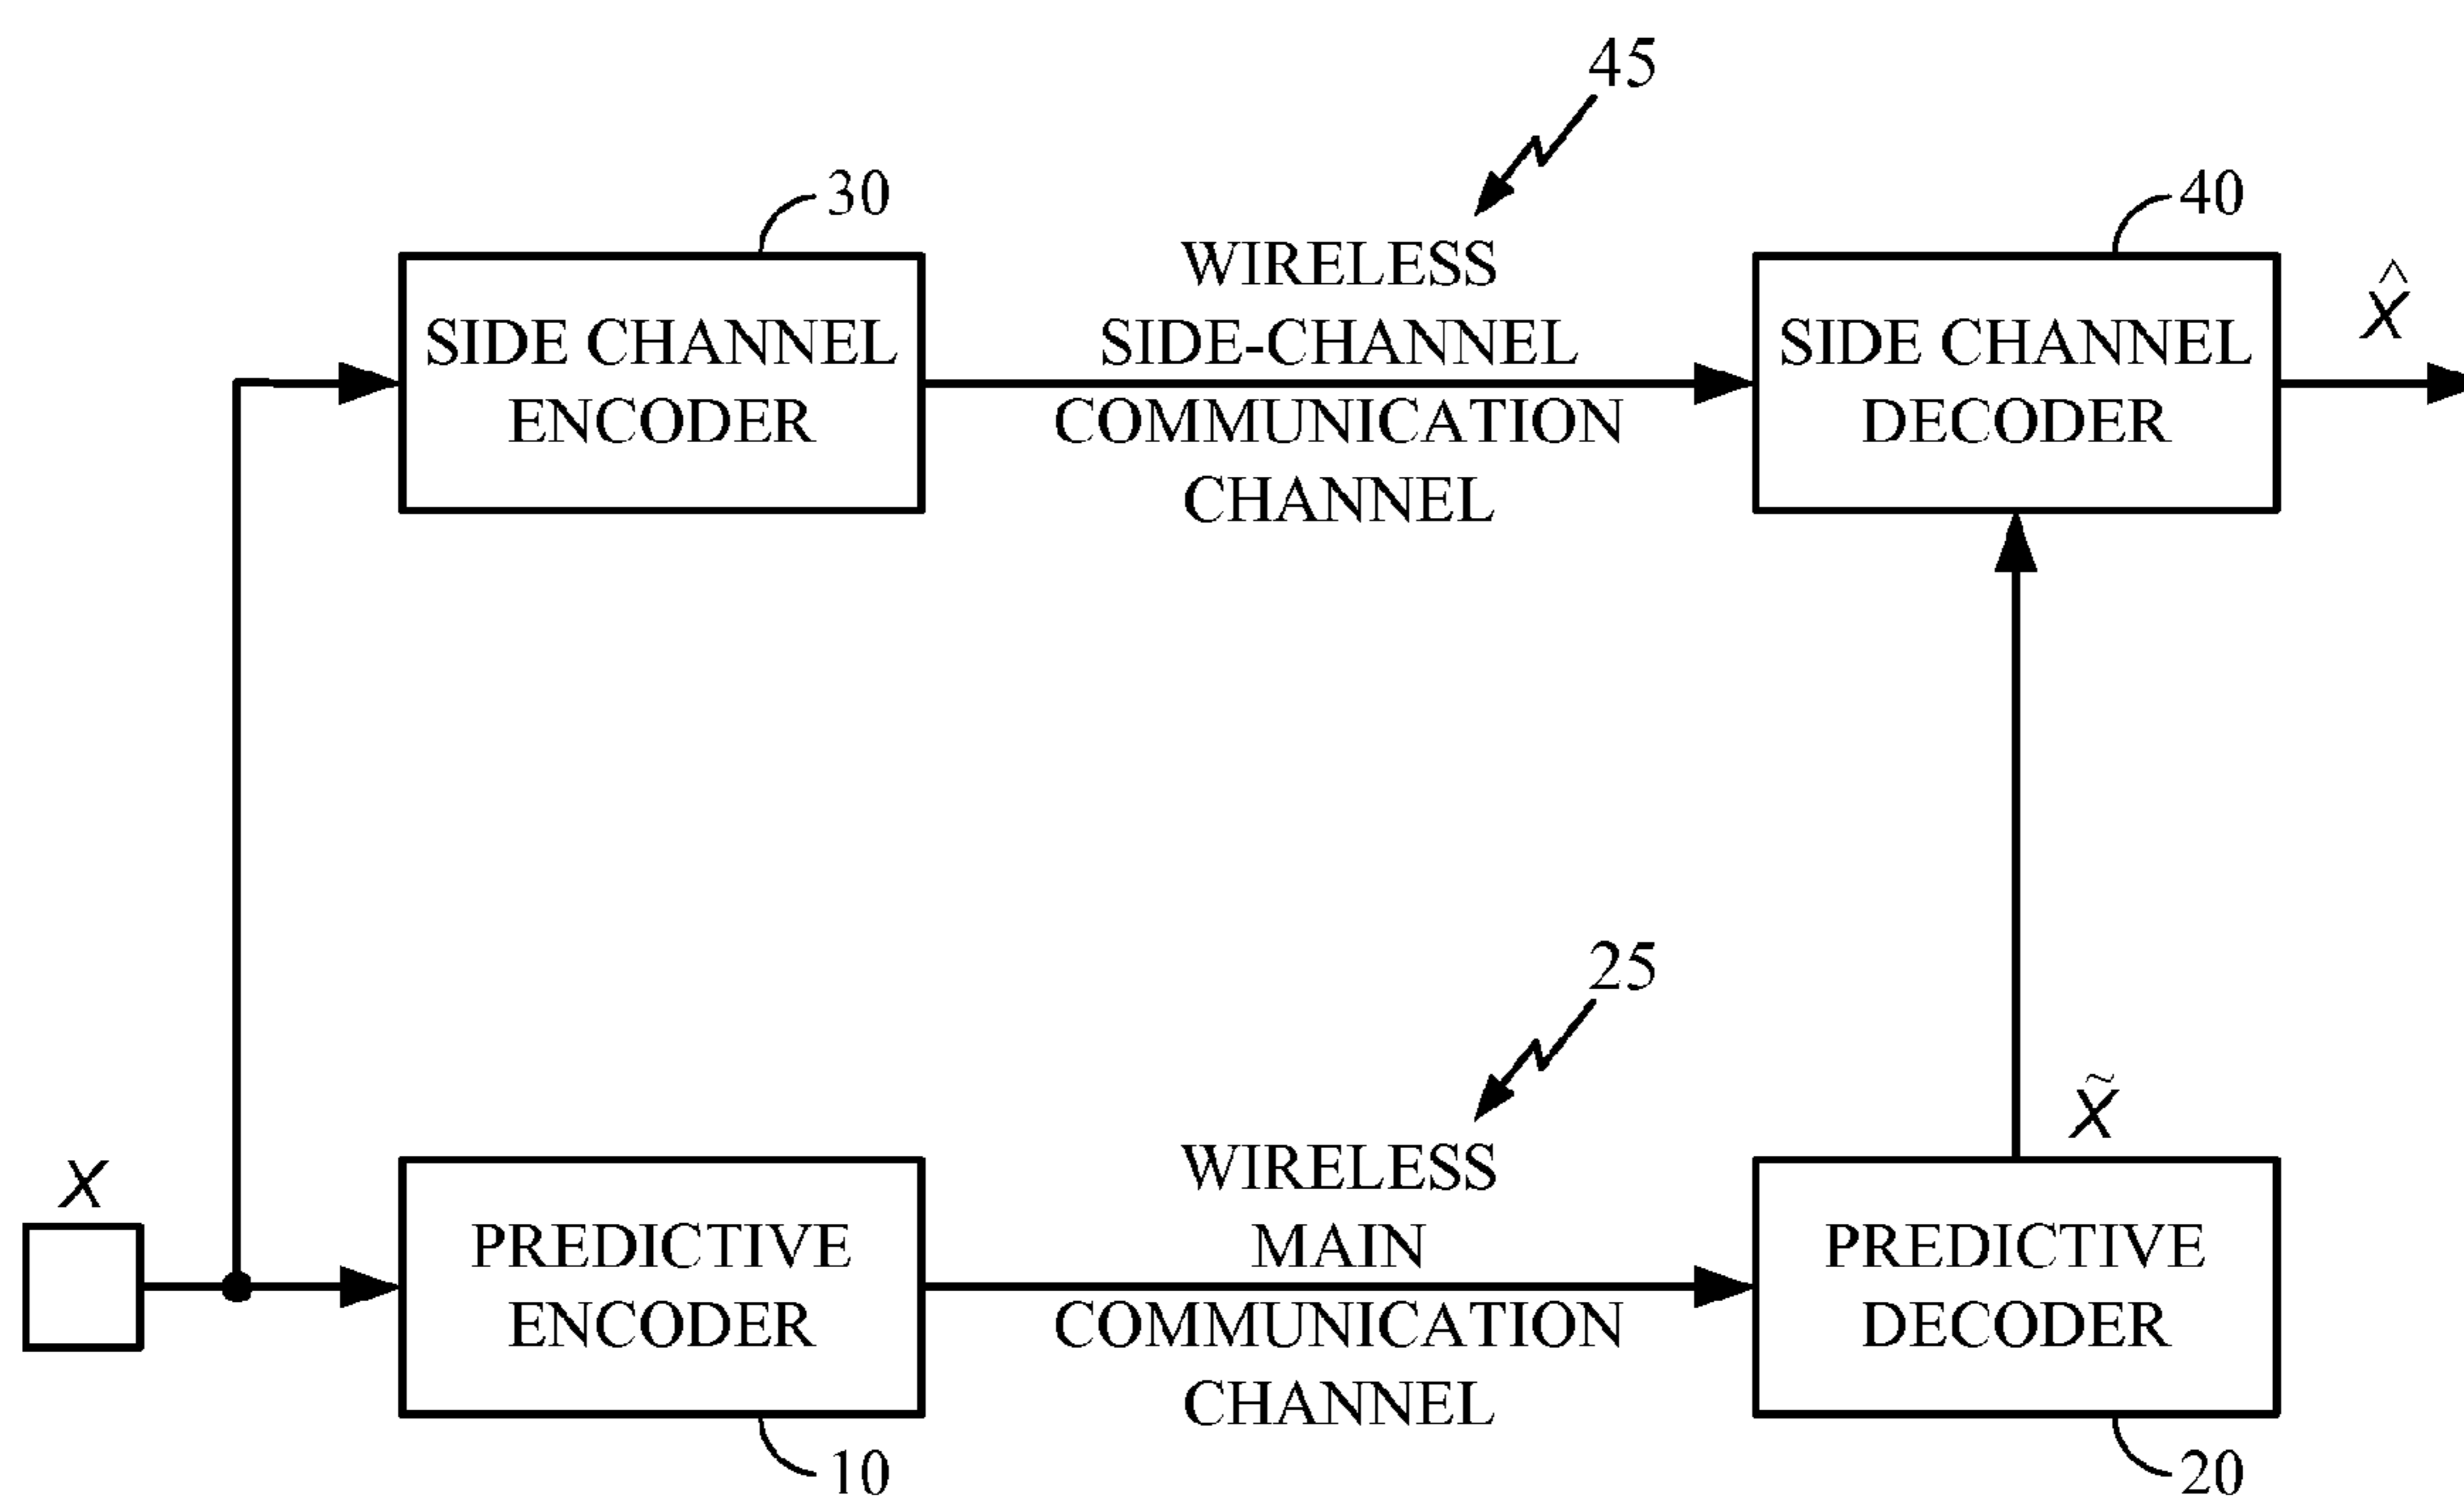 45
30
40
WIRELESS
SIDE-CHANNEL
COMMUNICATION
CHANNEL
SIDE CHANNEL
ENCODER
SIDE CHANNEL
DECODER
x̂
25
x̃
x
WIRELESS
MAIN
COMMUNICATION
CHANNEL
PREDICTIVE
ENCODER
PREDICTIVE
DECODER
10
20